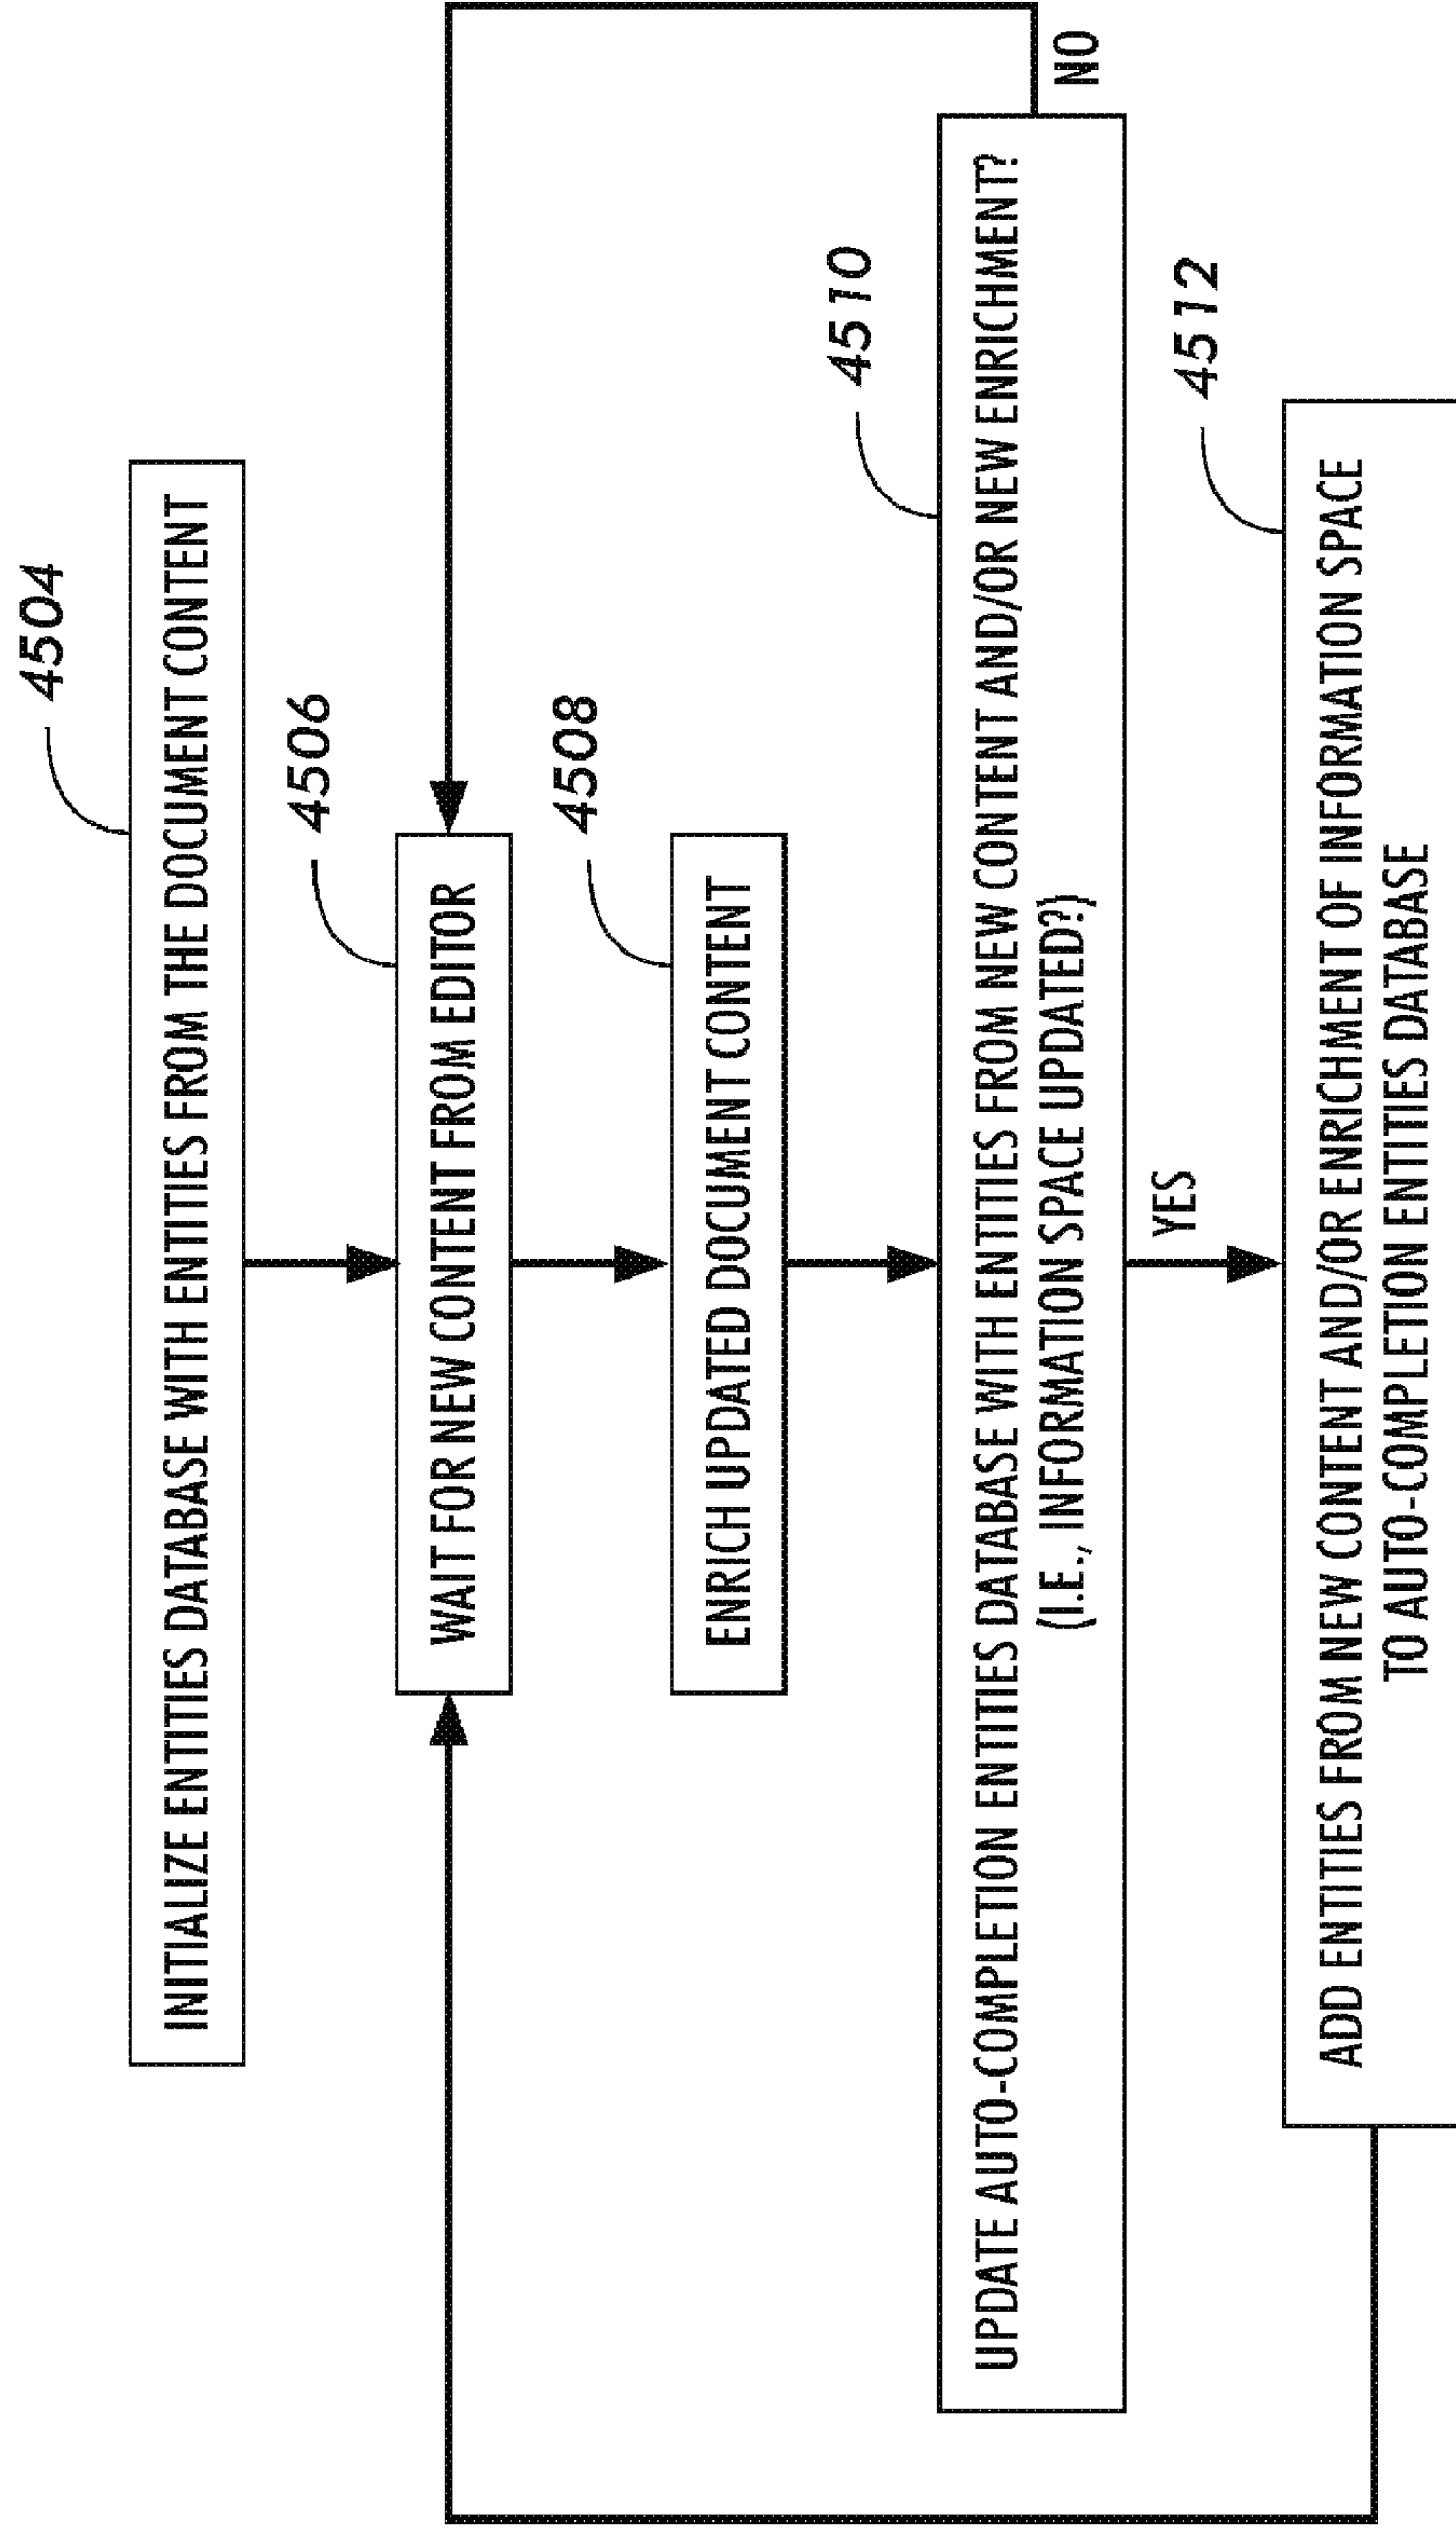 4504
INITIALIZE ENTITIES DATABASE WITH ENTITIES FROM THE DOCUMENT CONTENT
4506
WAIT FOR NEW CONTENT FROM EDITOR
4508
ENRICH UPDATED DOCUMENT CONTENT
4510
UPDATE AUTO-COMPLETION ENTITIES DATABASE WITH ENTITIES FROM NEW CONTENT AND/OR NEW ENRICHMENT?
(I.E., INFORMATION SPACE UPDATED?)
NO
YES
4512
ADD ENTITIES FROM NEW CONTENT AND/OR ENRICHMENT OF INFORMATION SPACE
TO AUTO-COMPLETION ENTITIES DATABASE